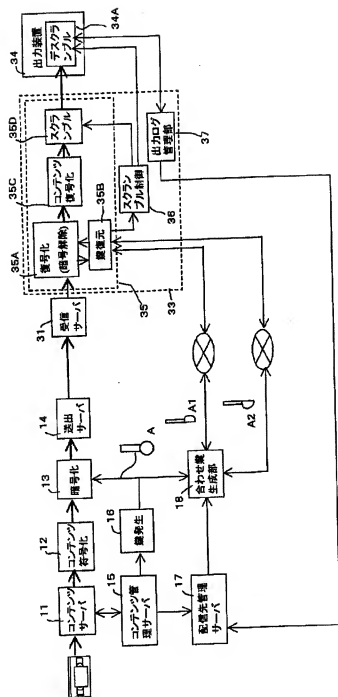 コンテンツサーバ
11
コンテンツ符号化
12
暗号化
13
送出サーバ
14
コンテンツ管理サーバ
15
鍵発生
16
A
配信先管理サーバ
17
合わせ鍵生成部
18
A1
A2
受信サーバ
31
復号化(暗号解除)
35A
鍵復元
35B
コンテンツ復号化
35C
スクランブル
35D
35
33
スクランブル制御
36
出力装置
34
デスクランブル
34A
出力ログ管理部
37